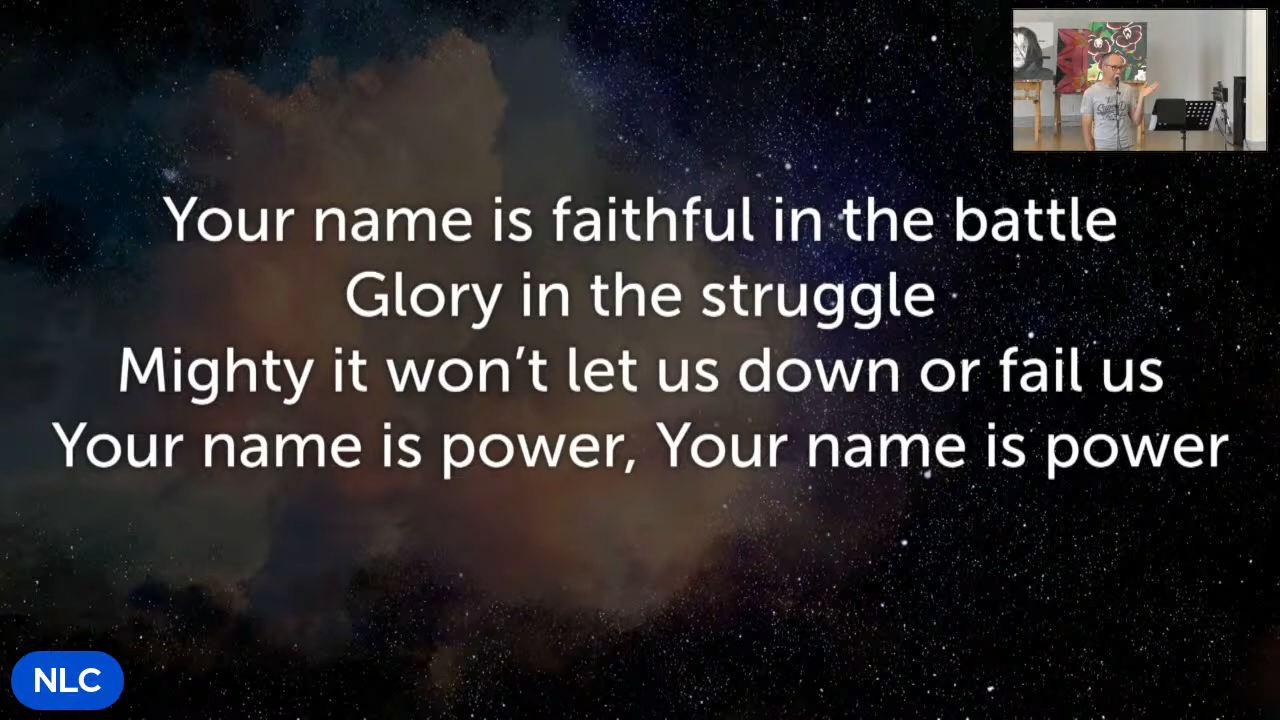 Your name is faithful in the battle
Glory in the struggle
Mighty it won’t let us down or fail us
Your name is power, Your name is power
NLC